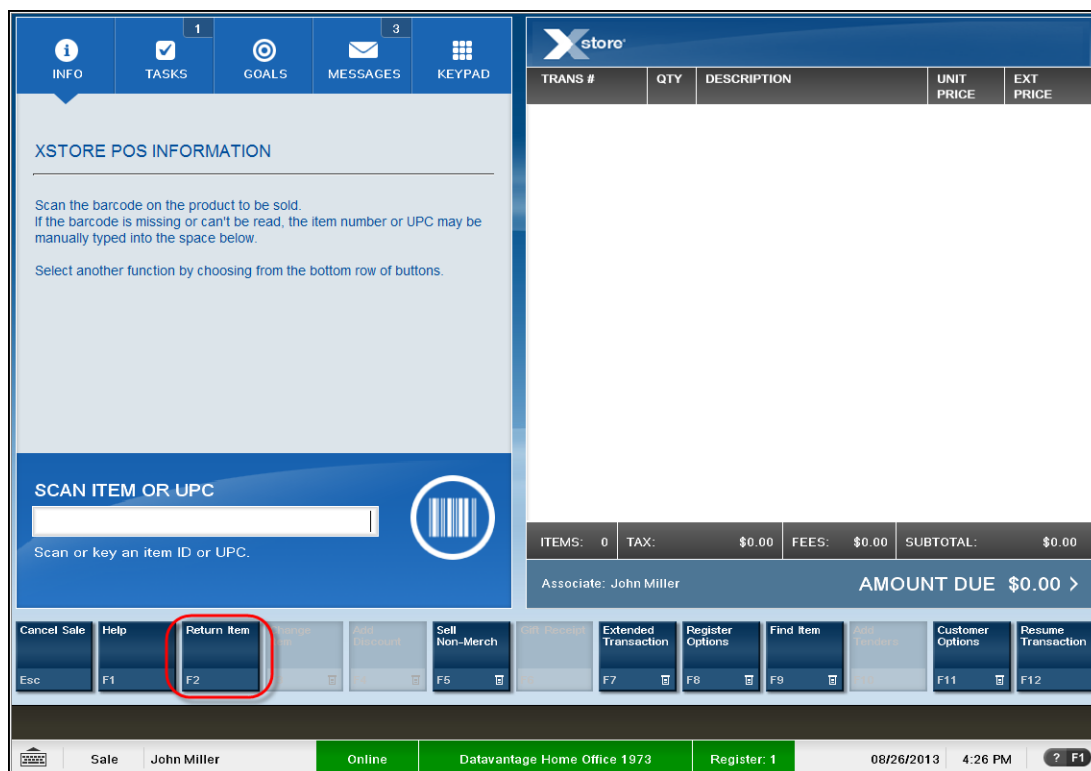 1
3
INFO
TASKS
GOALS
MESSAGES
KEYPAD
XSTORE POS INFORMATION
Scan the barcode on the product to be sold.
If the barcode is missing or can't be read, the item number or UPC may be
manually typed into the space below.
Select another function by choosing from the bottom row of buttons.
SCAN ITEM OR UPC
Scan or key an item ID or UPC.
Xstore
TRANS # QTY DESCRIPTION UNIT PRICE EXT PRICE
ITEMS: 0 TAX: $0.00 FEES: $0.00 SUBTOTAL: $0.00
Associate: John Miller AMOUNT DUE $0.00 >
Cancel Sale
Esc
Help
F1
Return Item
F2
Change
Add
Discount
Sell
Non-Merch
F5
Gift Receipt
Extended
Transaction
F7
Register
Options
F8
Find Item
F9
Add
Tenders
Customer
Options
F11
Resume
Transaction
F12
Sale John Miller Online Datavantage Home Office 1973 Register: 1 08/26/2013 4:26 PM ? F1